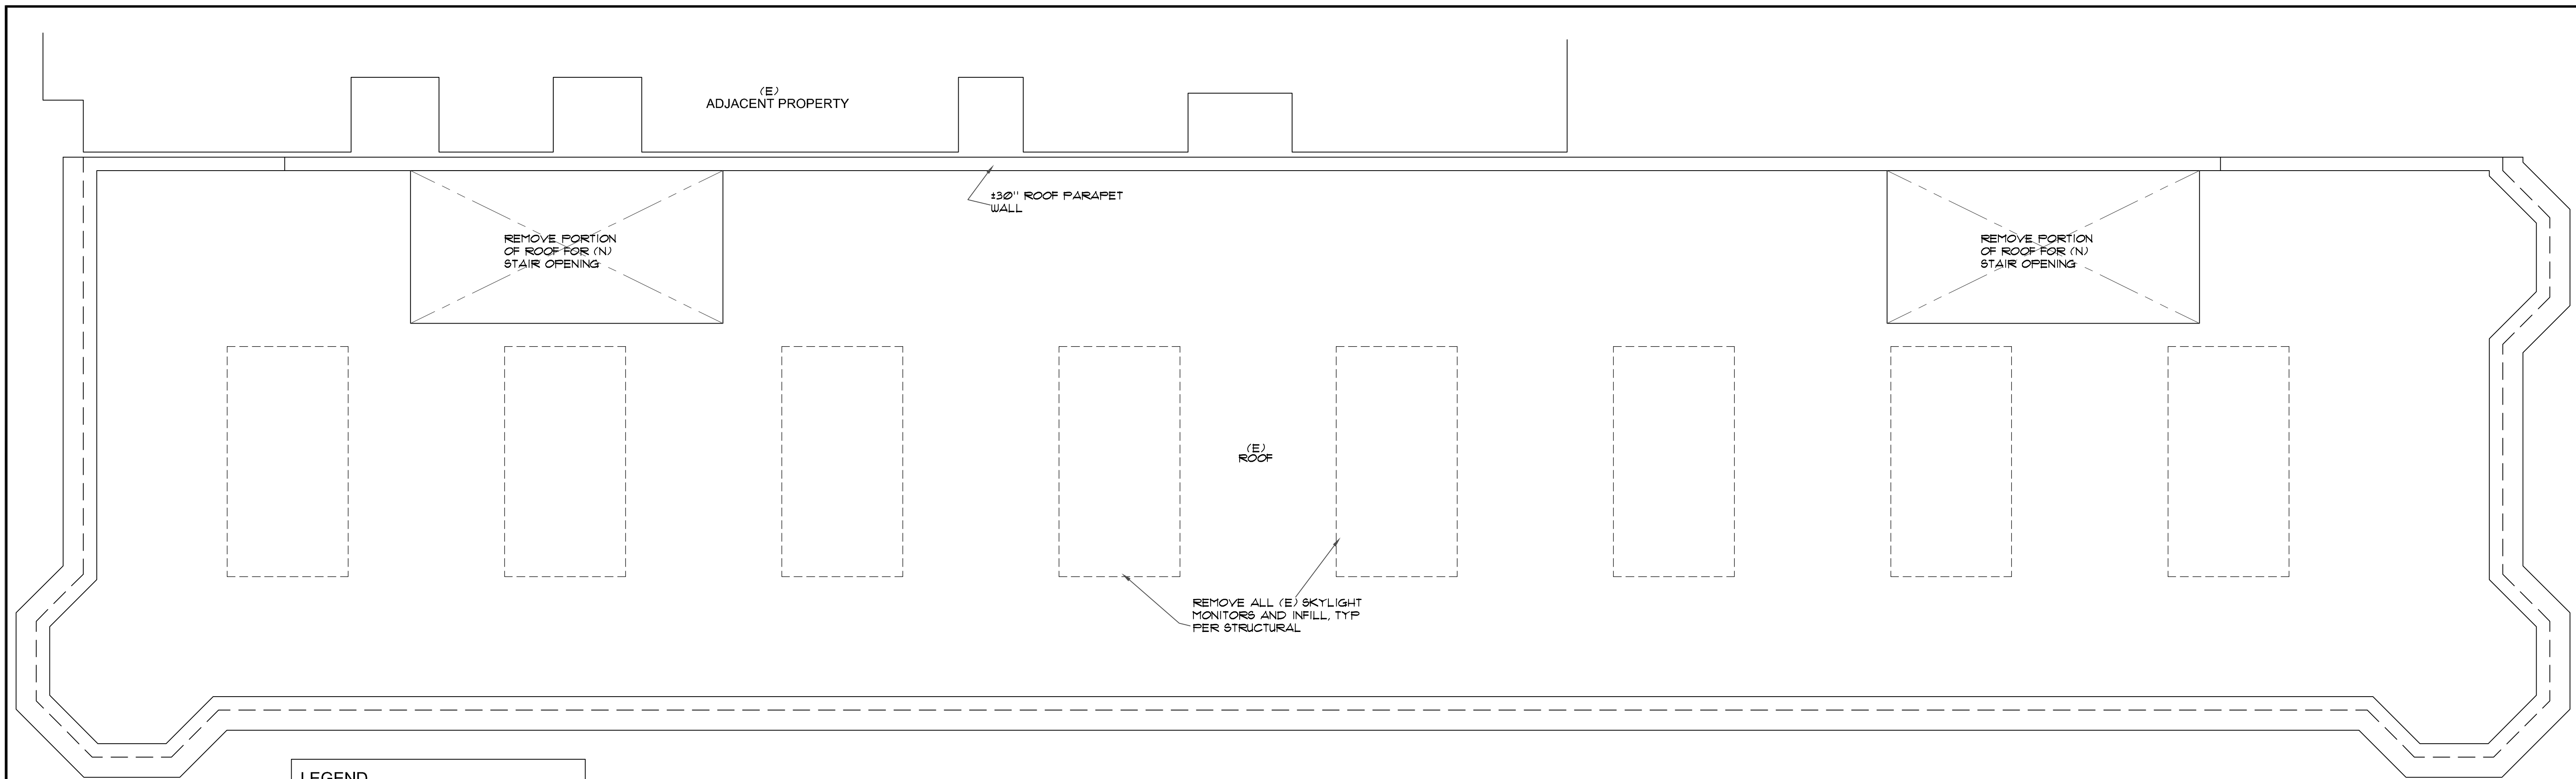 (E)
ADJACENT PROPERTY
±30" ROOF PARAPET
WALL
REMOVE PORTION
OF ROOF FOR (N)
STAIR OPENING
REMOVE PORTION
OF ROOF FOR (N)
STAIR OPENING
(E)
ROOF
REMOVE ALL (E) SKYLIGHT
MONITORS AND INFILL, TYP
PER STRUCTURAL
LEGEND